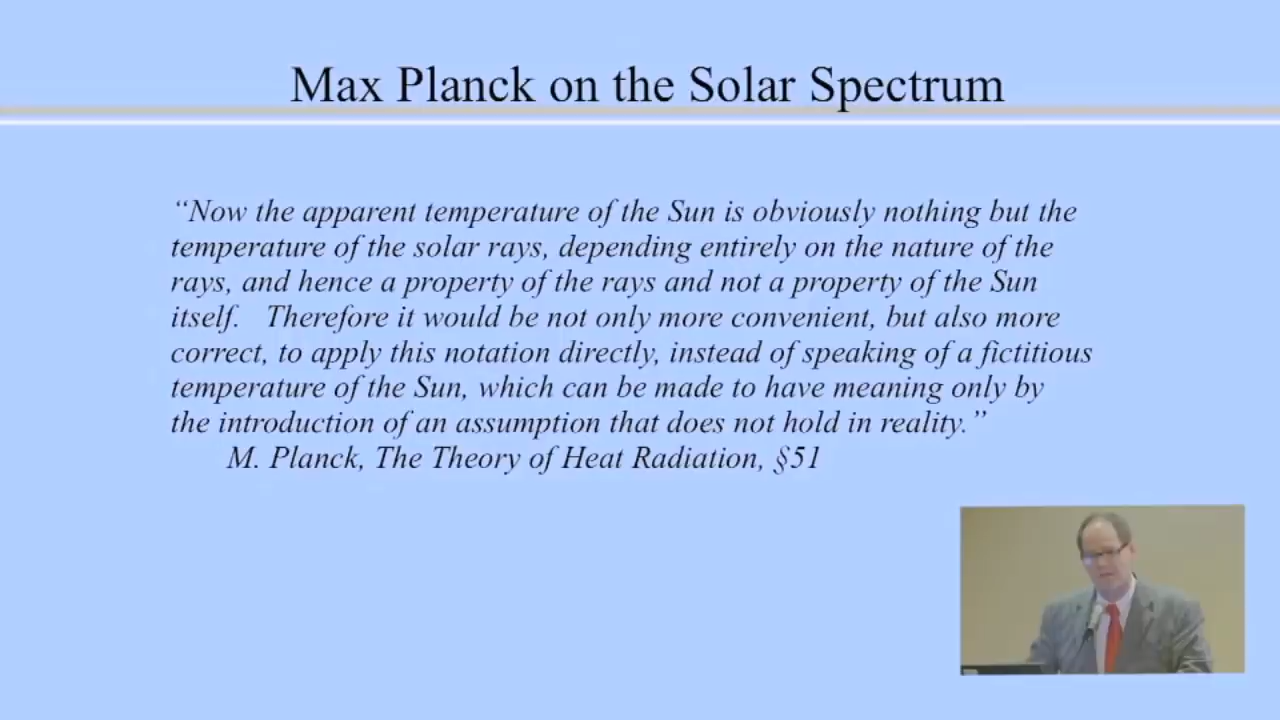 Max Planck on the Solar Spectrum
“Now the apparent temperature of the Sun is obviously nothing but the
temperature of the solar rays, depending entirely on the nature of the
rays, and hence a property of the rays and not a property of the Sun
itself.   Therefore it would be not only more convenient, but also more
correct, to apply this notation directly, instead of speaking of a fictitious
temperature of the Sun, which can be made to have meaning only by
the introduction of an assumption that does not hold in reality.”
M. Planck, The Theory of Heat Radiation, §51